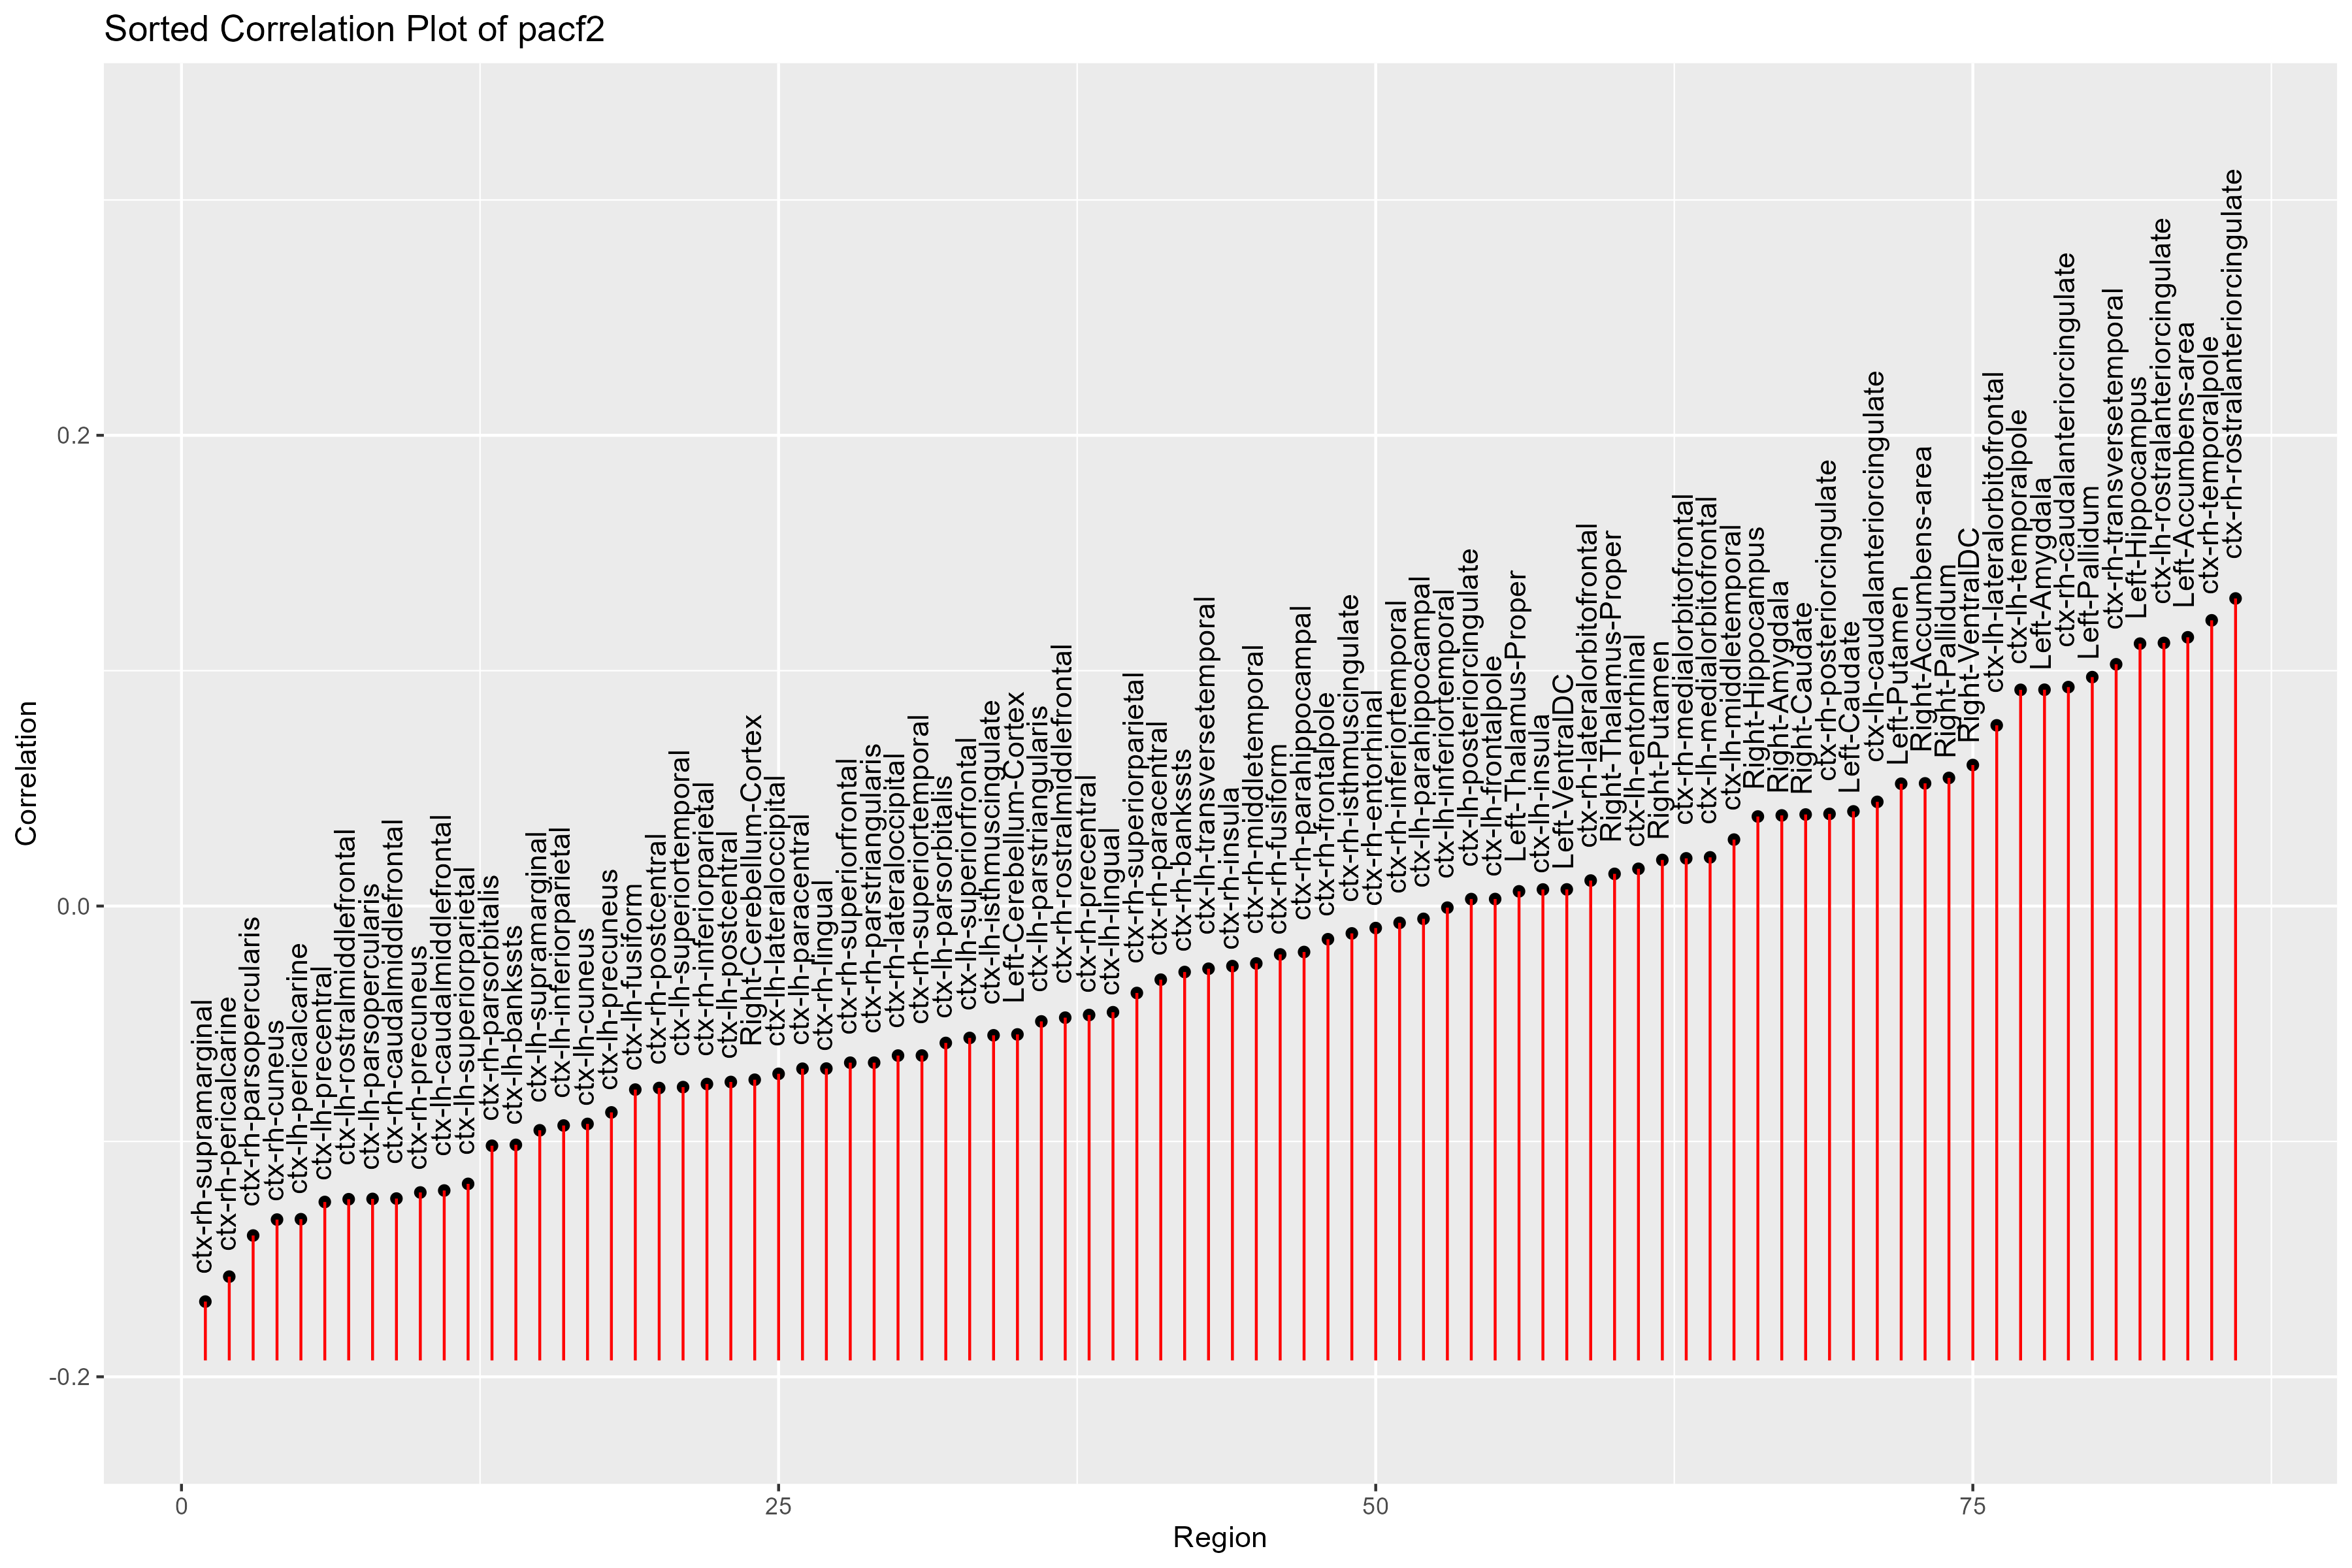 Sorted Correlation Plot of pacf2
Correlation
0.2
0.0
-0.2
ctx-rh-supramarginal
ctx-rh-pericalcarine
ctx-rh-parsopercularis
ctx-rh-cuneus
ctx-lh-pericalcarine
ctx-lh-precentral
ctx-lh-rostralmiddlefrontal
ctx-lh-parsopercularis
ctx-rh-caudalmiddlefrontal
ctx-rh-precuneus
ctx-lh-caudalmiddlefrontal
ctx-lh-superiorparietal
ctx-rh-parsorbitalis
ctx-lh-bankssts
ctx-lh-supramarginal
ctx-lh-inferiorparietal
ctx-lh-cuneus
ctx-lh-precuneus
ctx-lh-fusiform
ctx-rh-postcentral
ctx-lh-superiortemporal
ctx-rh-inferiorparietal
ctx-lh-postcentral
Right-Cerebellum-Cortex
ctx-lh-lateraloccipital
ctx-lh-paracentral
ctx-rh-lingual
ctx-rh-superiorfrontal
ctx-rh-parstriangularis
ctx-rh-lateraloccipital
ctx-rh-superiortemporal
ctx-lh-parsorbitalis
ctx-lh-superiorfrontal
ctx-lh-isthmuscingulate
Left-Cerebellum-Cortex
ctx-lh-parstriangularis
ctx-rh-rostralmiddlefrontal
ctx-rh-precentral
ctx-lh-lingual
ctx-rh-superiorparietal
ctx-rh-paracentral
ctx-rh-bankssts
ctx-lh-transversetemporal
ctx-rh-insula
ctx-rh-middletemporal
ctx-rh-fusiform
ctx-rh-parahippocampal
ctx-rh-frontalpole
ctx-rh-isthmuscingulate
ctx-rh-entorhinal
ctx-rh-inferiortemporal
ctx-lh-parahippocampal
ctx-lh-inferiortemporal
ctx-lh-posteriorcingulate
ctx-lh-frontalpole
Left-Thalamus-Proper
ctx-lh-insula
Left-VentralDC
ctx-rh-lateralorbitofrontal
Right-Thalamus-Proper
ctx-lh-entorhinal
Right-Putamen
ctx-rh-medialorbitofrontal
ctx-lh-medialorbitofrontal
ctx-lh-middletemporal
Right-Hippocampus
Right-Amygdala
Right-Caudate
ctx-rh-posteriorcingulate
Left-Caudate
ctx-lh-caudalanteriorcingulate
Left-Putamen
Right-Accumbens-area
Right-Pallidum
Right-VentralDC
ctx-lh-lateralorbitofrontal
ctx-lh-temporalpole
Left-Amygdala
ctx-rh-caudalanteriorcingulate
Left-Pallidum
ctx-rh-transversetemporal
Left-Hippocampus
ctx-lh-rostralanteriorcingulate
Left-Accumbens-area
ctx-rh-temporalpole
ctx-rh-rostralanteriorcingulate
0
25
50
75
Region